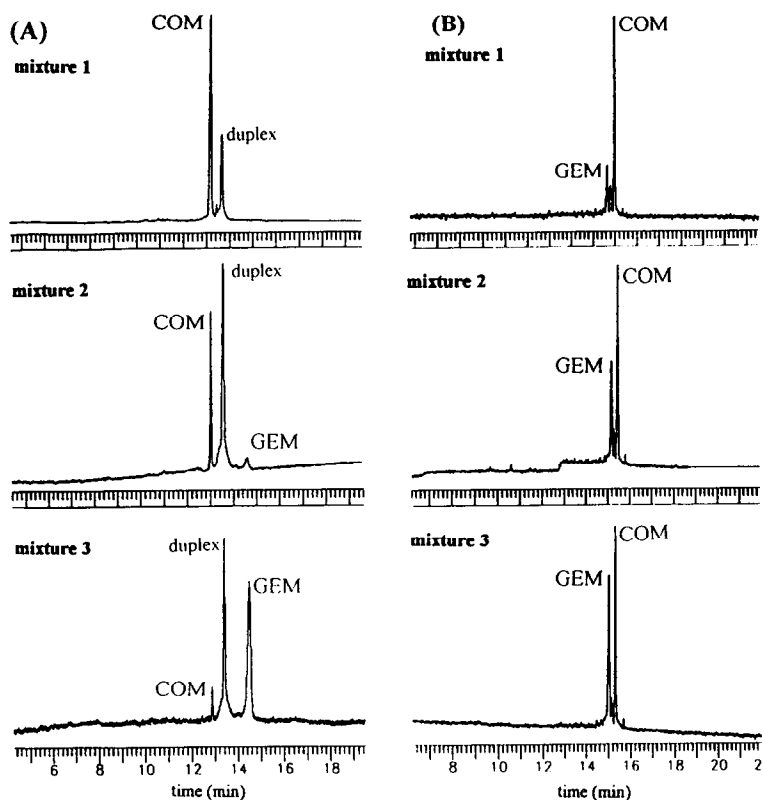 (A)
mixture 1
COM
duplex
mixture 2
COM
duplex
GEM
mixture 3
COM
duplex
GEM
6 8 10 12 14 16 18
time (min)
(B)
mixture 1
GEM
COM
mixture 2
GEM
COM
mixture 3
GEM
COM
8 10 12 14 16 18 20 2
time (min)